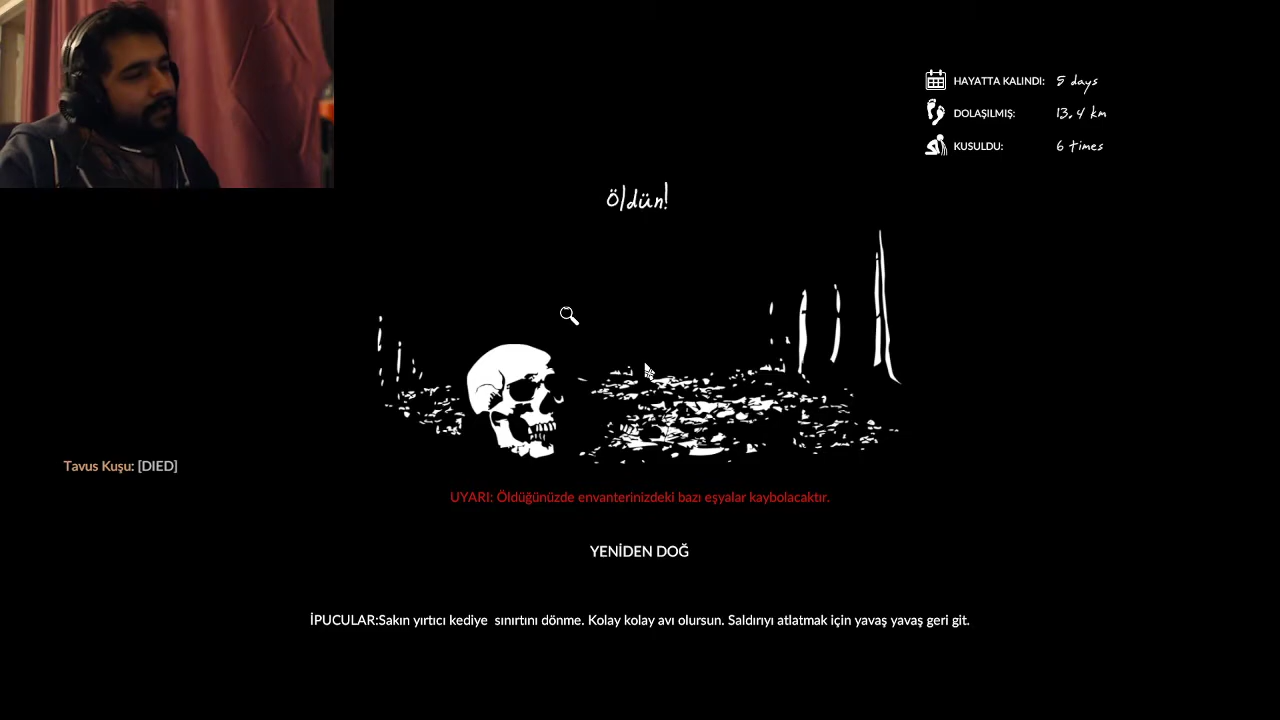 HAYATTA KALINDI: 5 days
DOLAŞILMIŞ: 13.4 km
KUSULDU: 6 times
Öldün!
Tavus Kuşu: [DIED]
UYARI: Öldüğünüzde envanterinizdeki bazı eşyalar kaybolacaktır.
YENİDEN DOĞ
İPUCULAR:Sakın yırtıcı kediye sınırtını dönme. Kolay kolay avı olursun. Saldırıyı atlatmak için yavaş yavaş geri git.